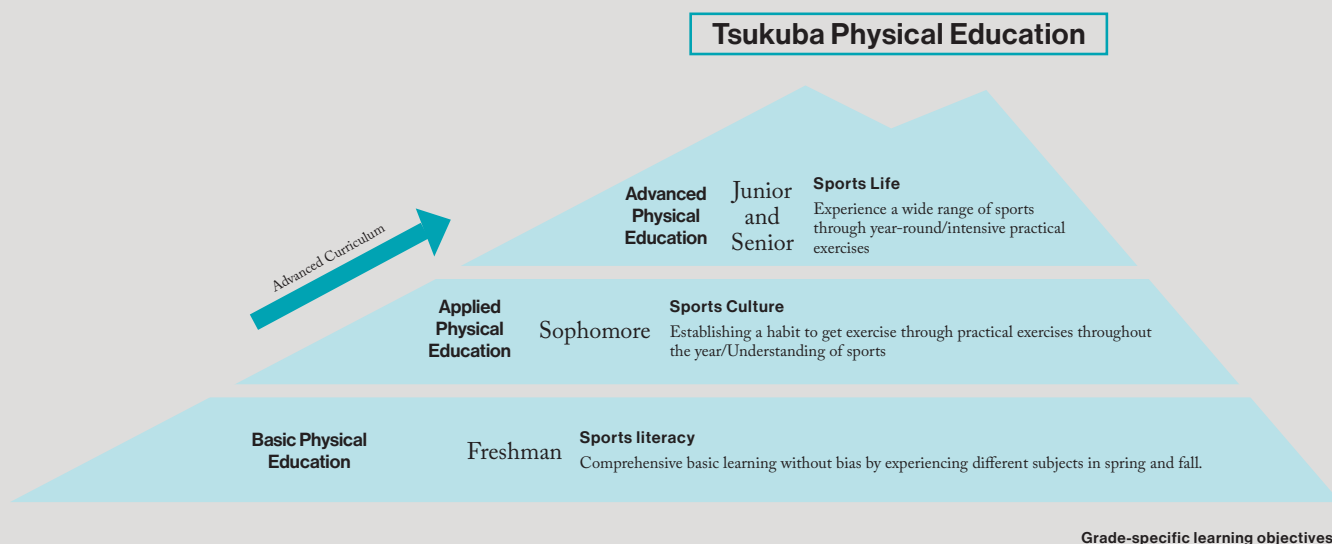 Tsukuba Physical Education
Advanced Curriculum
Advanced
Physical
Education
Junior
and
Senior
Sports Life
Experience a wide range of sports
through year-round/intensive practical
exercises
Applied
Physical
Education
Sophomore
Sports Culture
Establishing a habit to get exercise through practical exercises throughout
the year/Understanding of sports
Basic Physical
Education
Freshman
Sports literacy
Comprehensive basic learning without bias by experiencing different subjects in spring and fall.
Grade-specific learning objectives